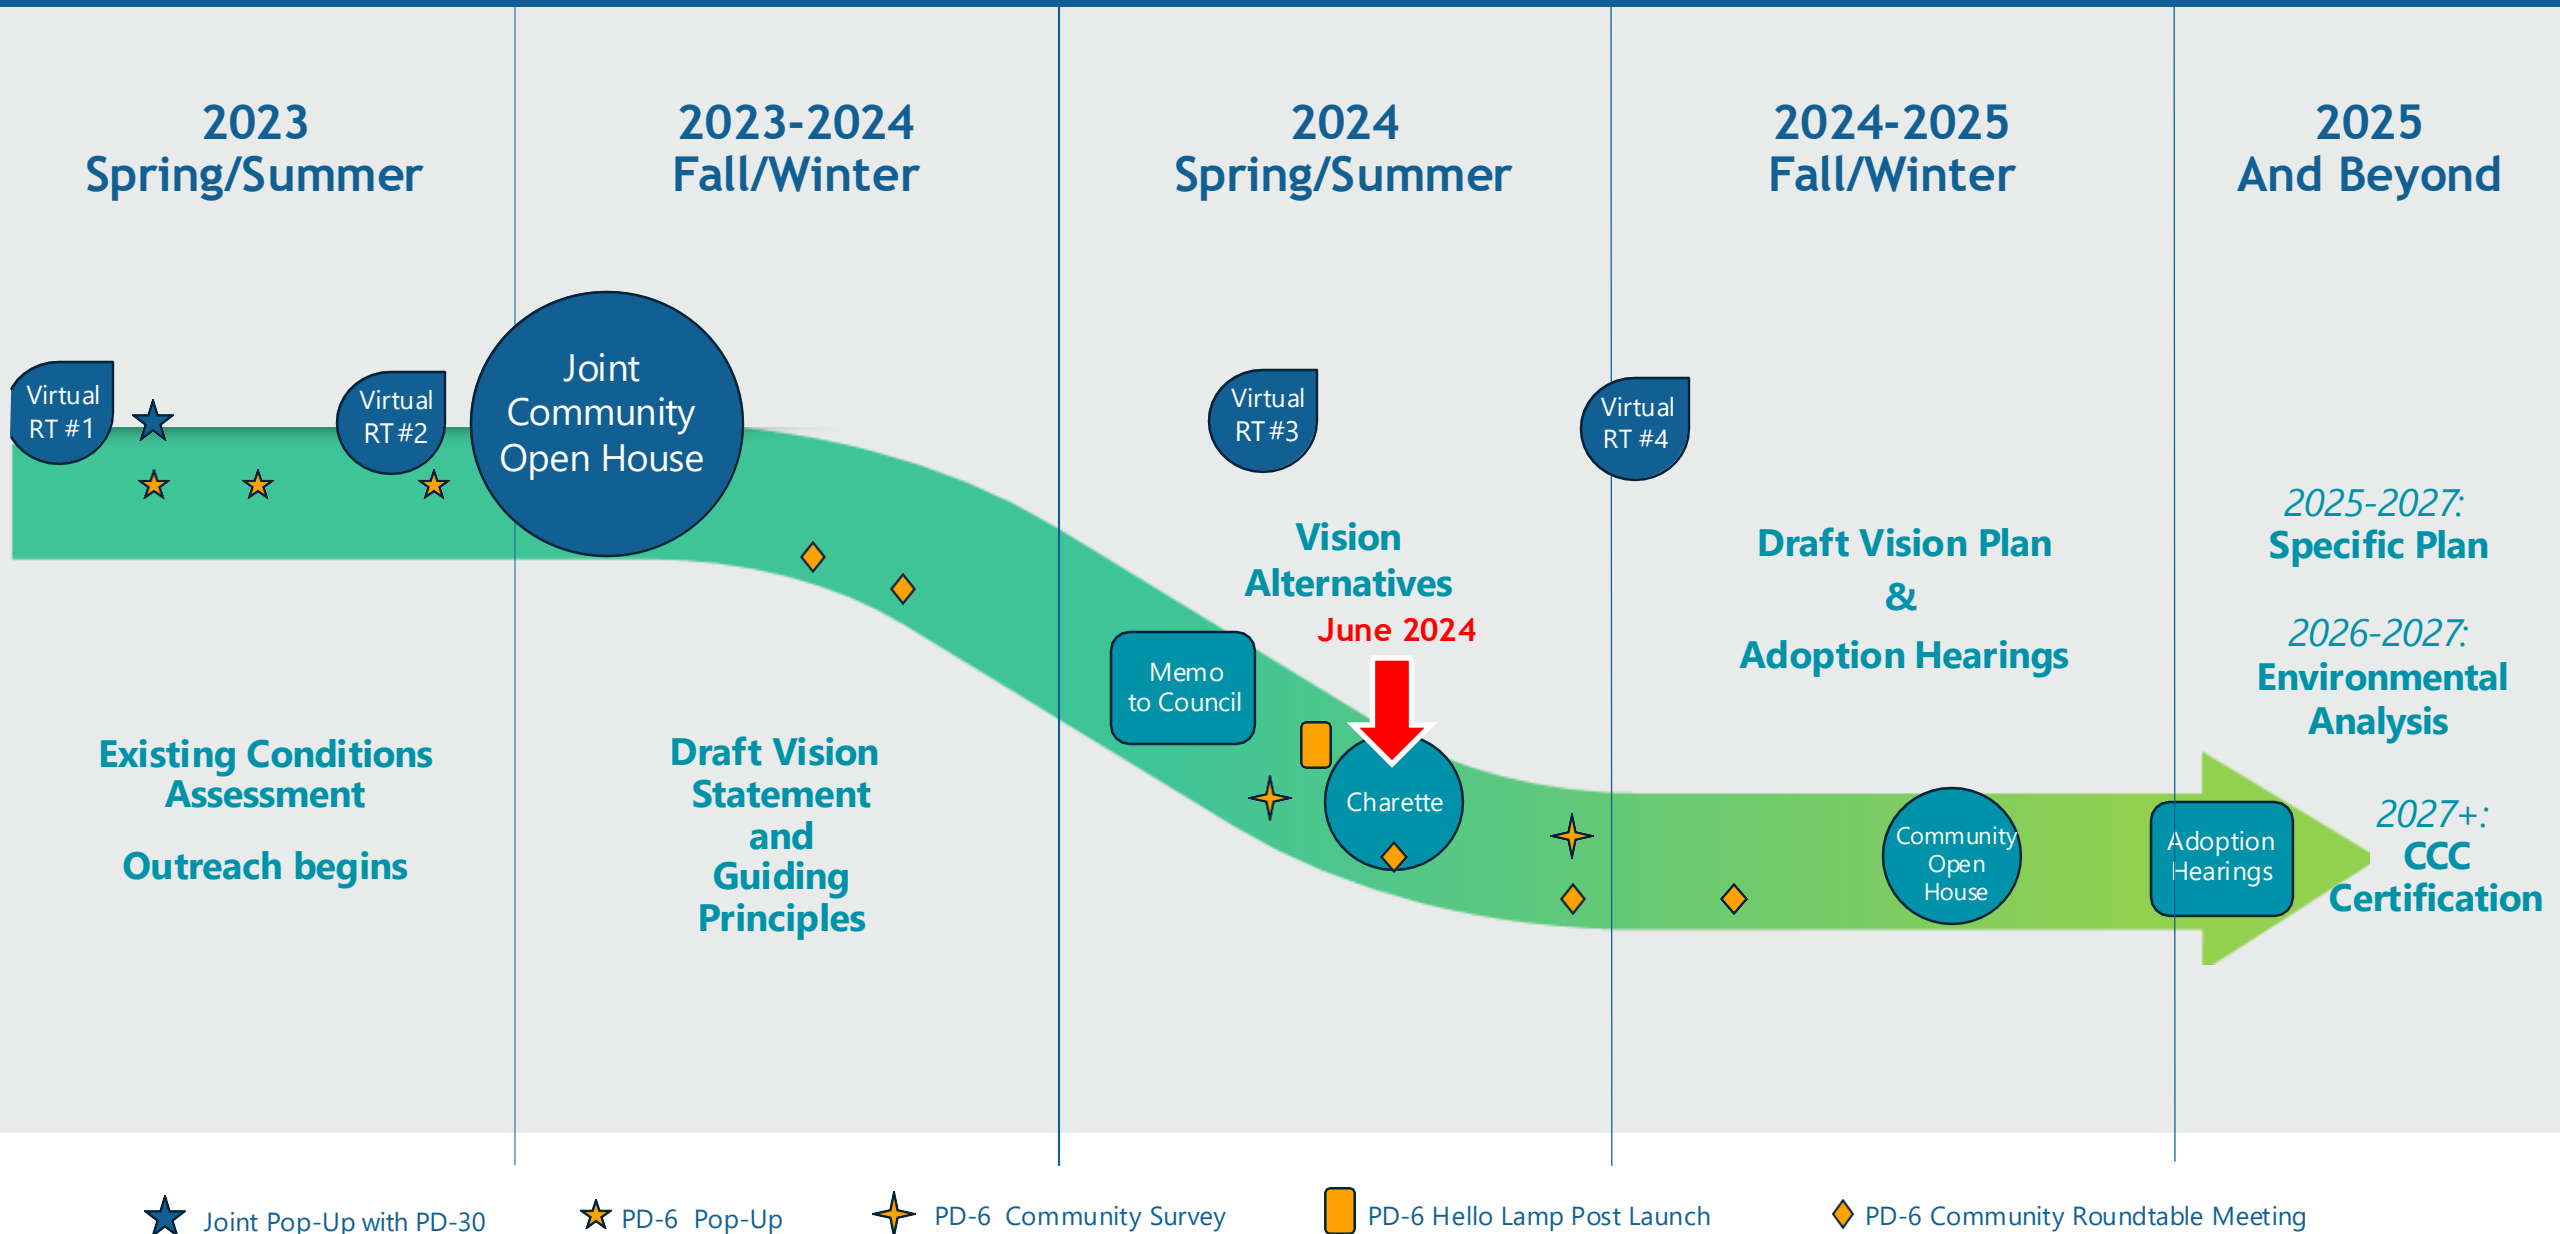 2023
Spring/Summer
2023-2024
Fall/Winter
2024
Spring/Summer
2024-2025
Fall/Winter
2025
And Beyond
Virtual
RT #1
Virtual
RT #2
Joint
Community
Open House
Virtual
RT #3
Virtual
RT #4
Existing Conditions
Assessment
Outreach begins
Draft Vision
Statement
and
Guiding
Principles
Vision
Alternatives
June 2024
Memo
to Council
Charette
Draft Vision Plan
&
Adoption Hearings
Community
Open
House
Adoption
Hearings
2025-2027:
Specific Plan
2026-2027:
Environmental
Analysis
2027+:
CCC
Certification
Joint Pop-Up with PD-30
PD-6 Pop-Up
PD-6 Community Survey
PD-6 Hello Lamp Post Launch
PD-6 Community Roundtable Meeting